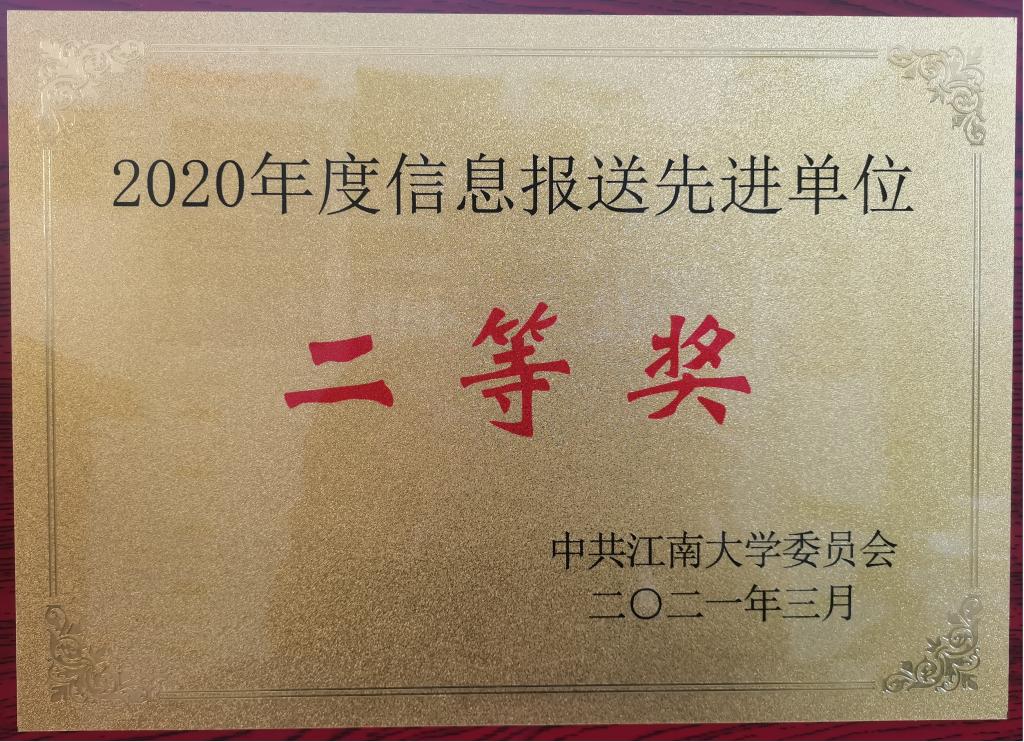 2020年度信息报送先进单位
二等奖
中共江南大学委员会
二〇二一年三月